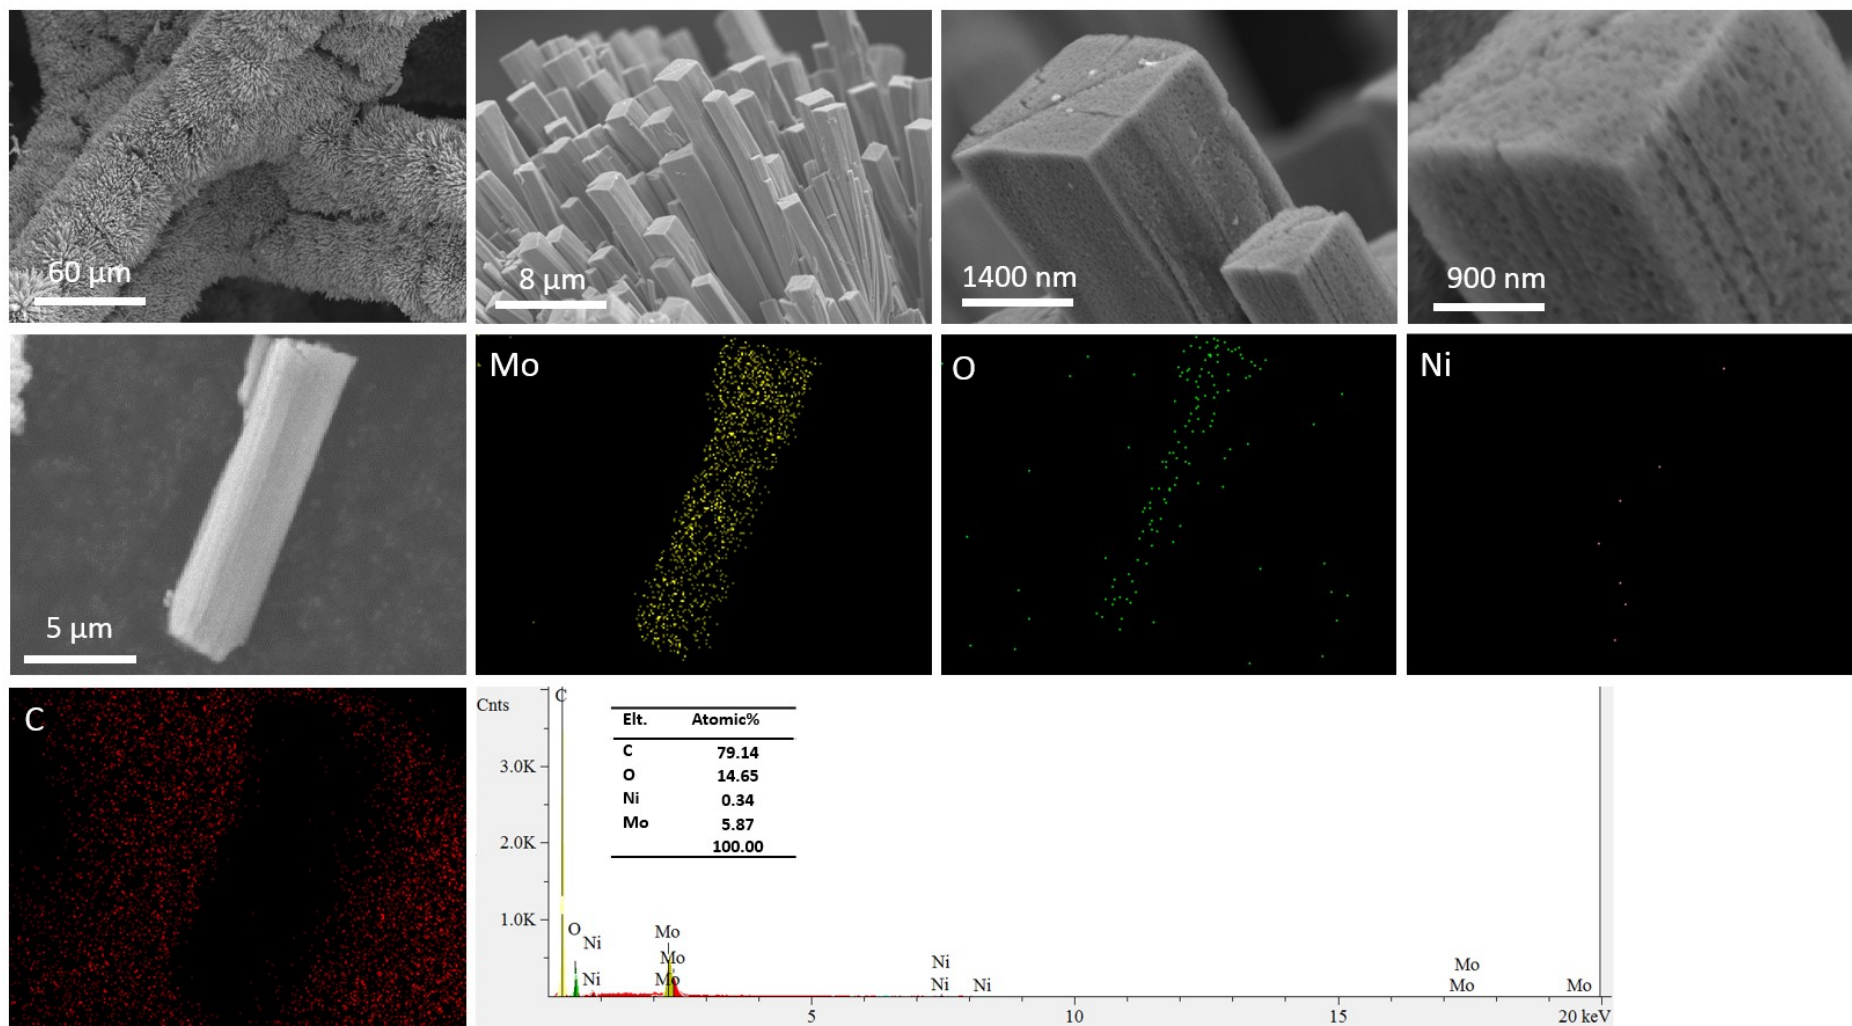 60 µm
8 µm
1400 nm
900 nm
5 µm
Mo
O
Ni
C
Cnts
C
3.0K
2.0K
1.0K
Elt. Atomic%
C 79.14
O 14.65
Ni 0.34
Mo 5.87
100.00
O
Ni
Ni
Mo
Mo
Mo
Ni
Ni
Ni
Mo
Mo
Mo
5 10 15 20 keV